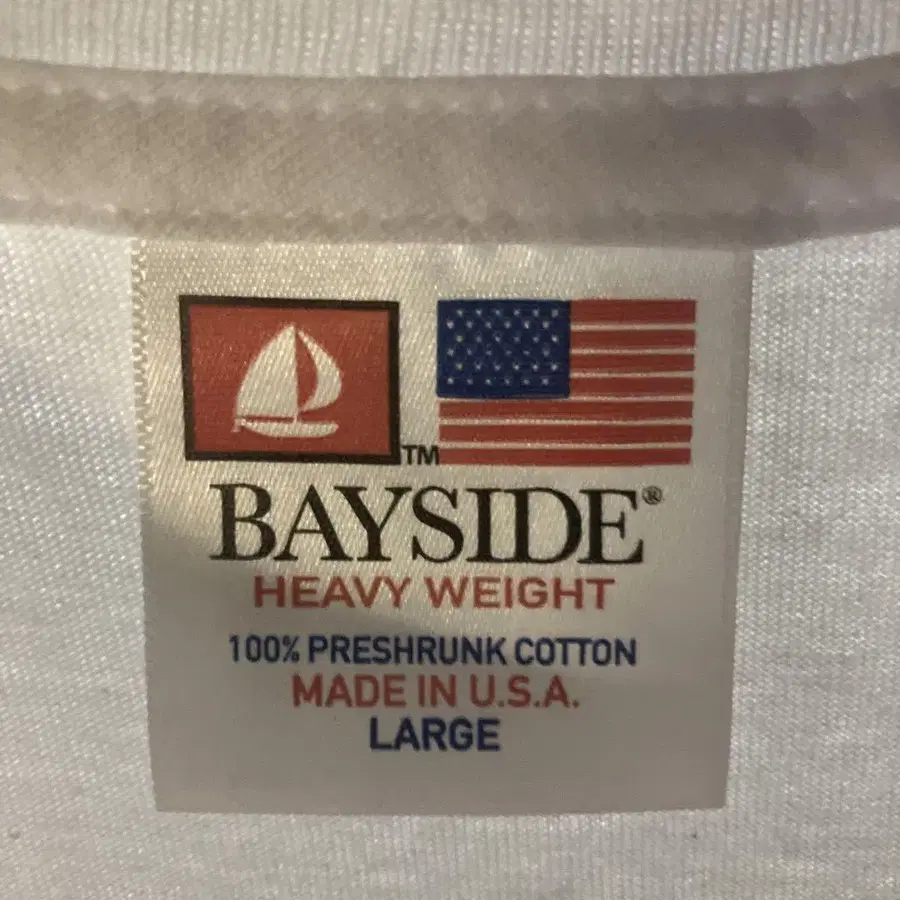 TM
BAYSIDE®
HEAVY WEIGHT
100% PRESHRUNK COTTON
MADE IN U.S.A.
LARGE